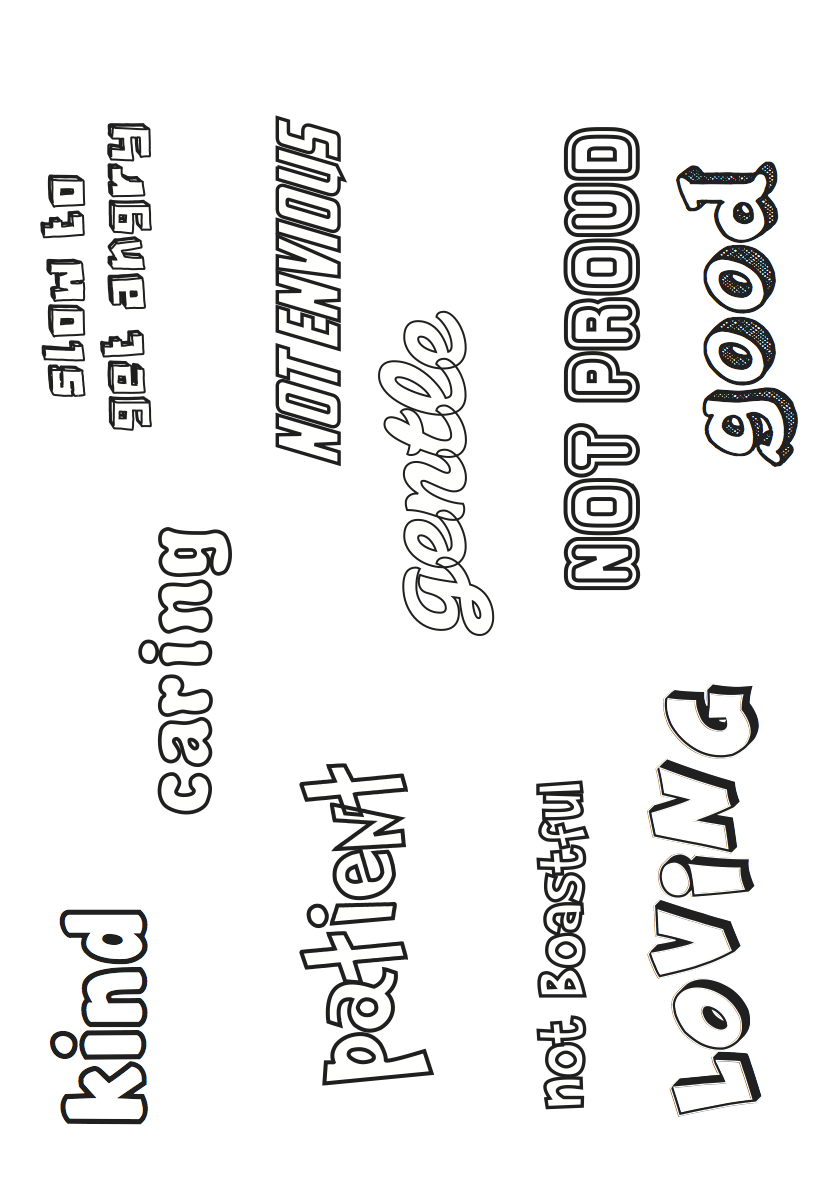 kind
caring
slow to
get angry
patient
NOT ENVIOUS
gentle
not Boastful
NOT PROUD
LOViNG
good